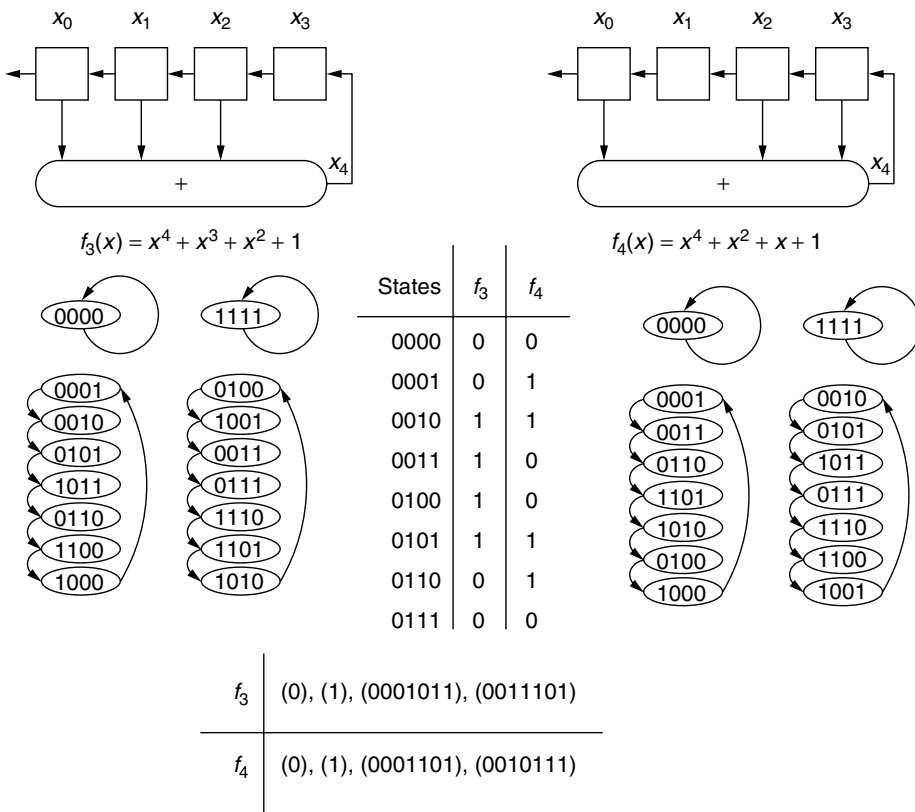 x₀ x₁ x₂ x₃
x₄
+
f₃(x) = x⁴ + x³ + x² + 1
0000 1111
0001 0100
0010 1001
0101 0011
1011 0111
0110 1110
1100 1101
1000 1010
States f₃ f₄
0000 0 0
0001 0 1
0010 1 1
0011 1 0
0100 1 0
0101 1 1
0110 0 1
0111 0 0
x₀ x₁ x₂ x₃
x₄
+
f₄(x) = x⁴ + x² + x + 1
0000 1111
0001 0010
0011 0101
0110 1011
1101 0111
1010 1110
0100 1100
1000 1001
f₃ (0), (1), (0001011), (0011101)
f₄ (0), (1), (0001101), (0010111)